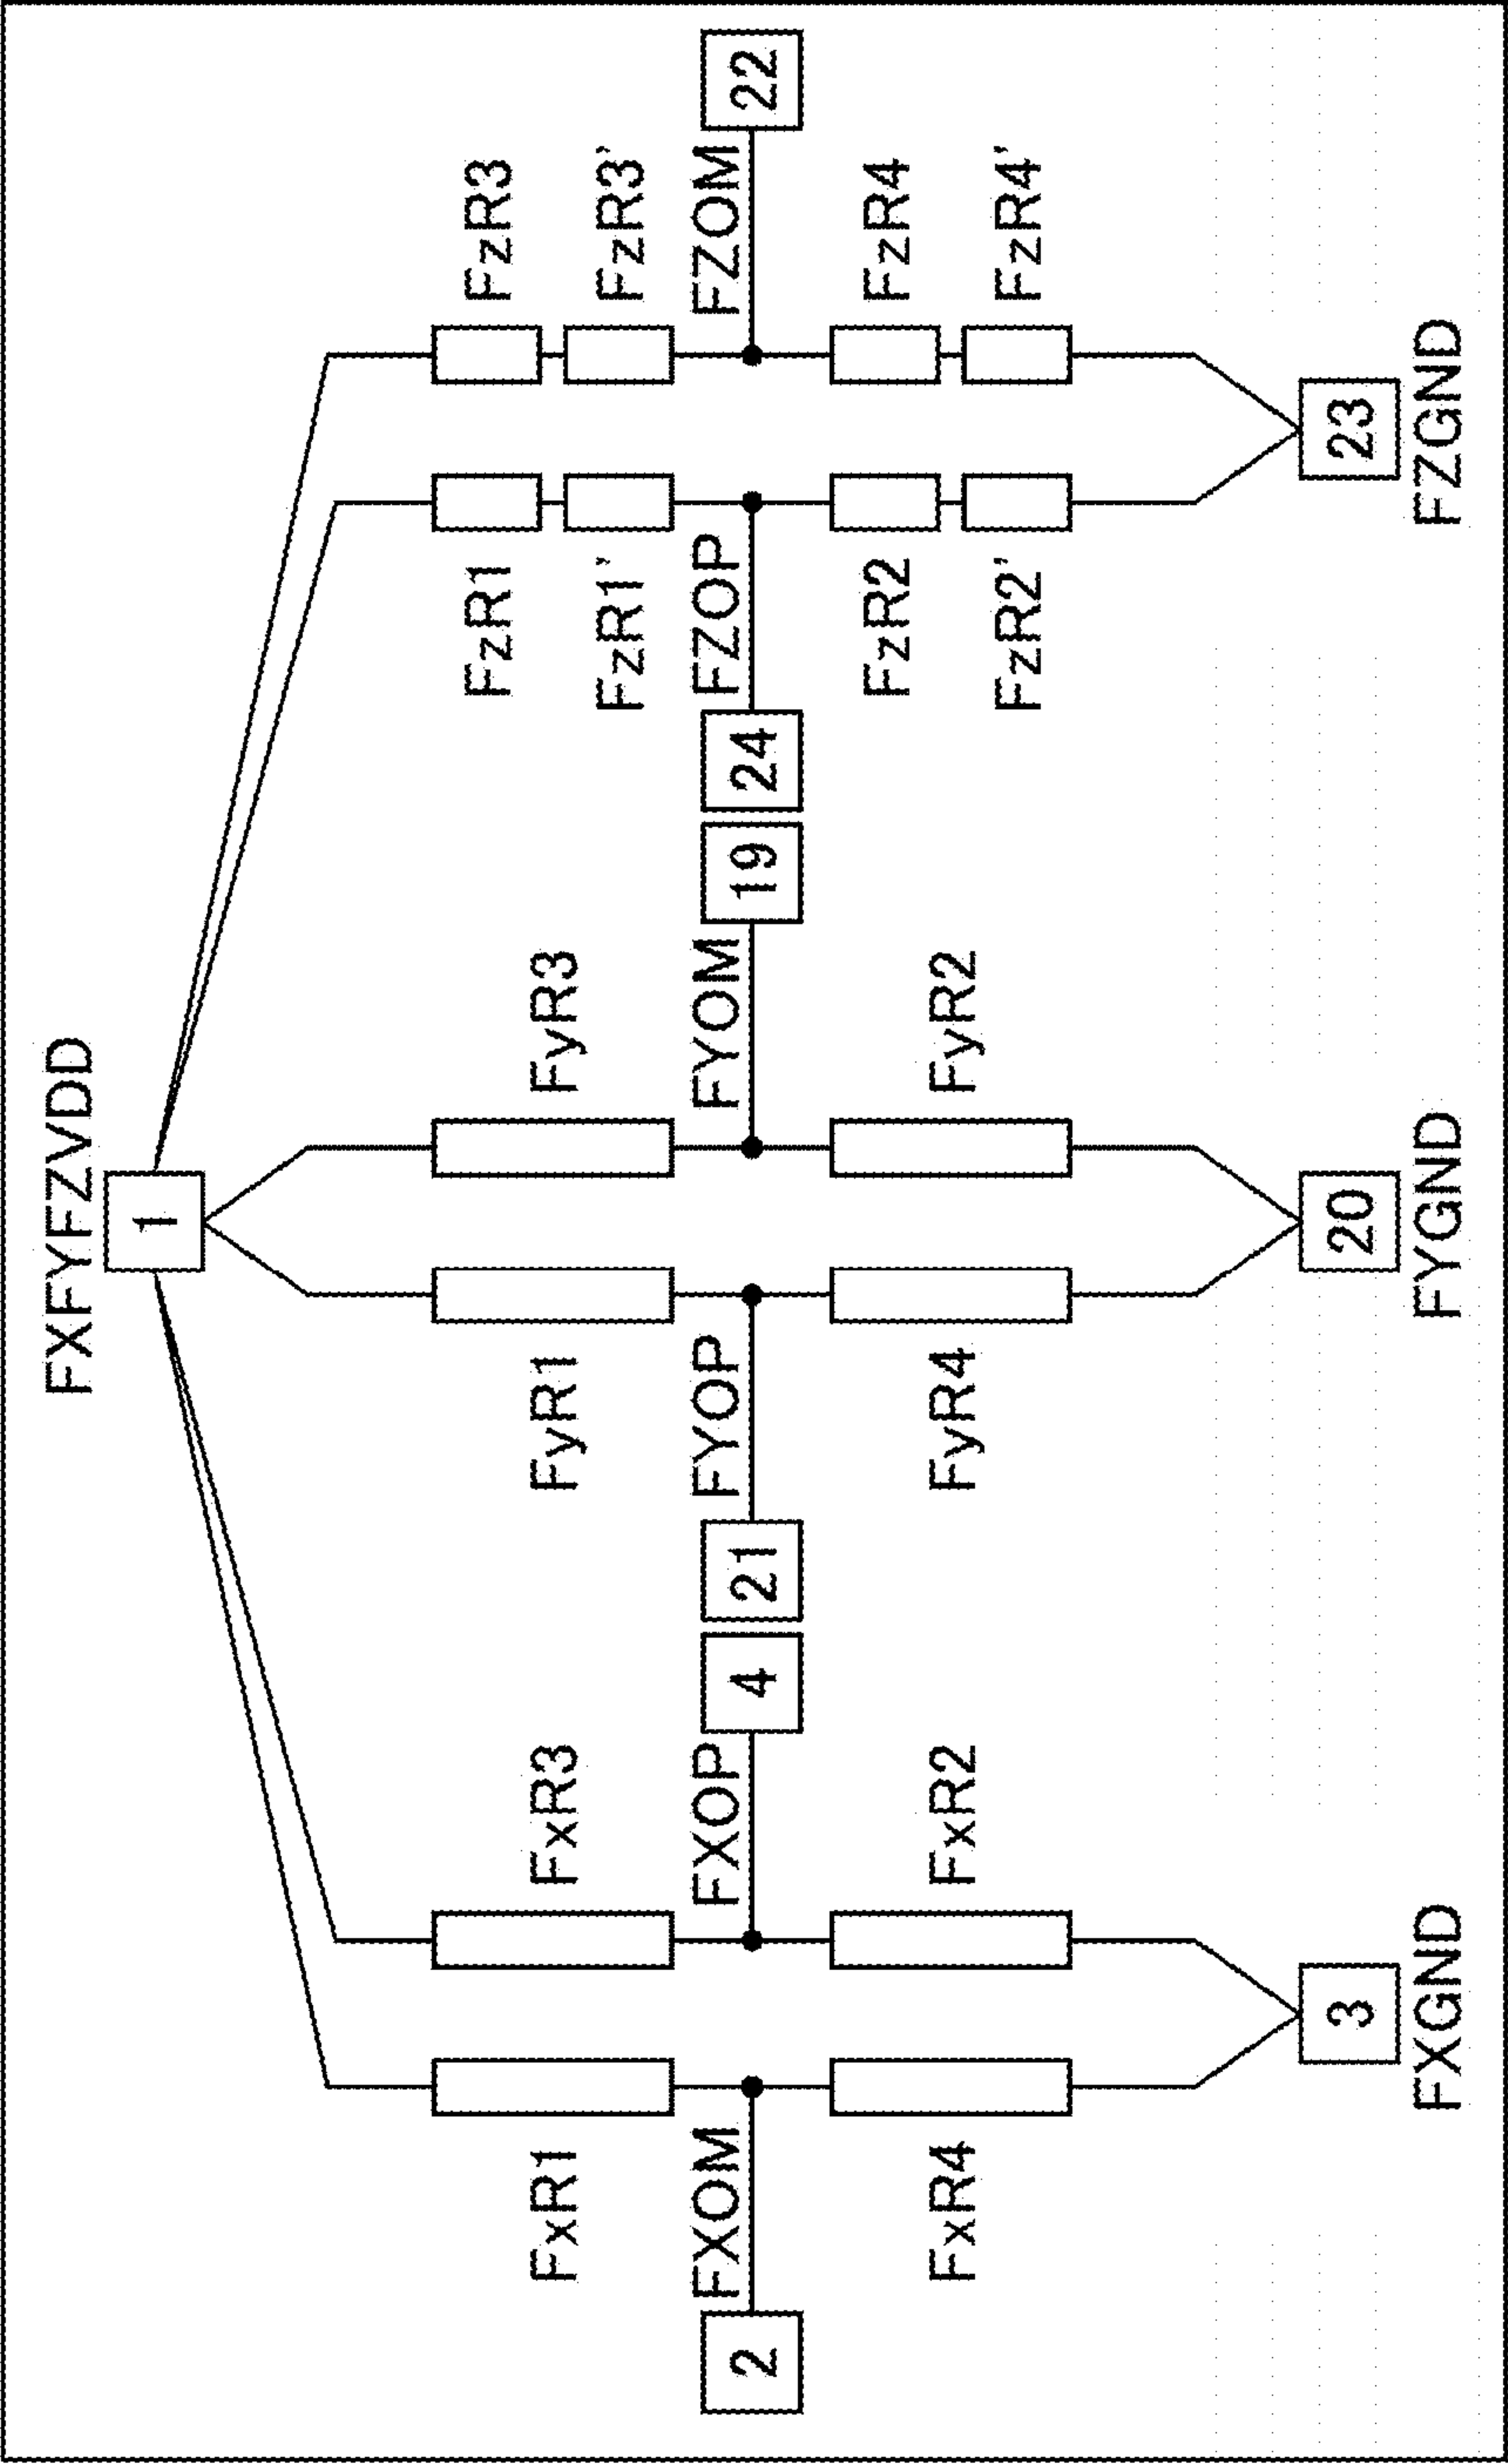 FXFYFZVDD
1
FxR1
FxR3
FyR1
FyR3
FzR1
FzR3
FzR1'
FzR3'
2
FXOM
FXOP
4
21
FYOP
FYOM
19
24
FZOP
FZOM
22
FxR4
FxR2
FyR4
FyR2
FzR2
FzR4
FzR2'
FzR4'
3
20
23
FXGND
FYGND
FZGND